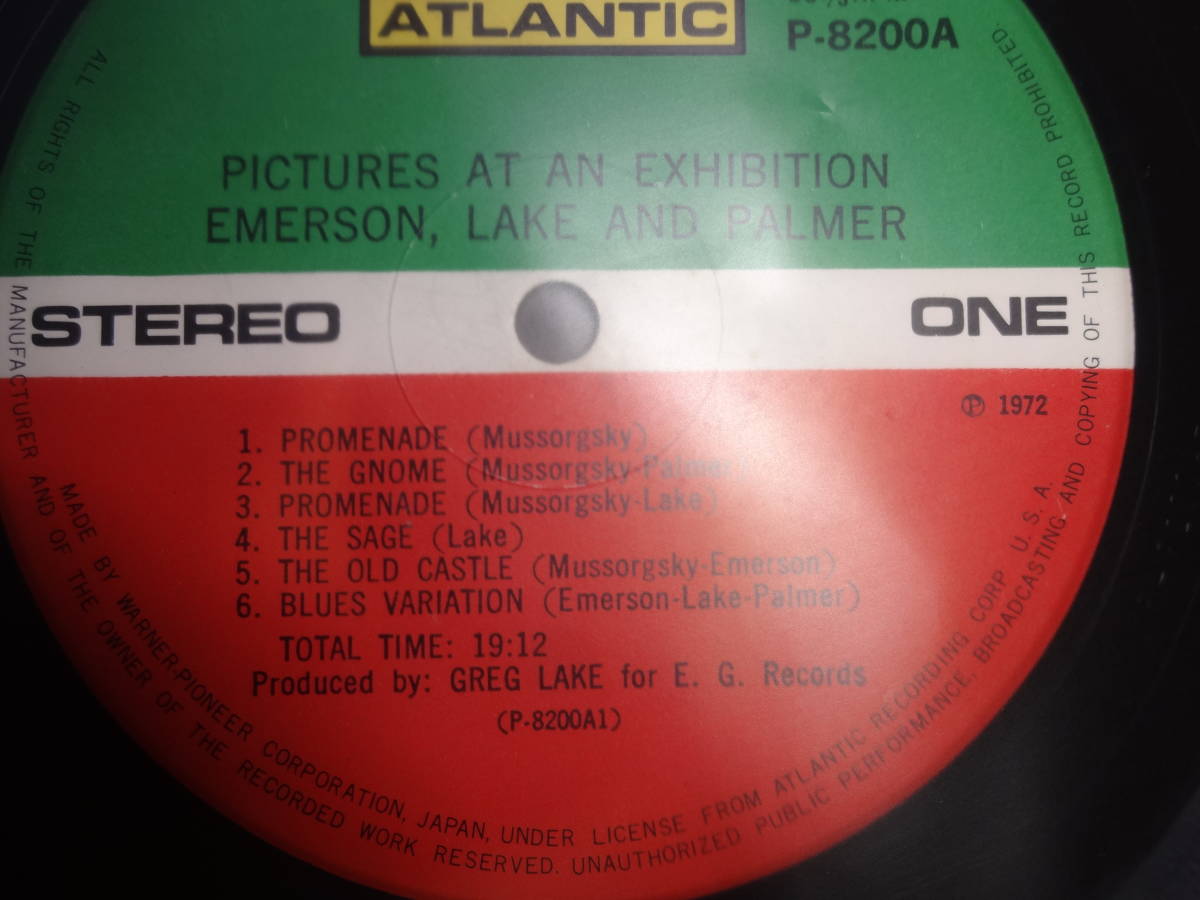 ATLANTIC
P-8200A
PICTURES AT AN EXHIBITION
EMERSON, LAKE AND PALMER
STEREO
ONE
Ⓟ 1972
1. PROMENADE (Mussorgsky)
2. THE GNOME (Mussorgsky-Palmer)
3. PROMENADE (Mussorgsky-Lake)
4. THE SAGE (Lake)
5. THE OLD CASTLE (Mussorgsky-Emerson)
6. BLUES VARIATION (Emerson-Lake-Palmer)
TOTAL TIME: 19:12
Produced by: GREG LAKE for E. G. Records
(P-8200A1)
MADE BY WARNER-PIONEER CORPORATION, JAPAN, UNDER LICENSE FROM ATLANTIC RECORDING CORP U. S. A.
ALL RIGHTS OF THE MANUFACTURER AND OF THE OWNER OF THE RECORDED WORK RESERVED. UNAUTHORIZED PUBLIC PERFORMANCE, BROADCASTING AND COPYING OF THIS RECORD PROHIBITED.